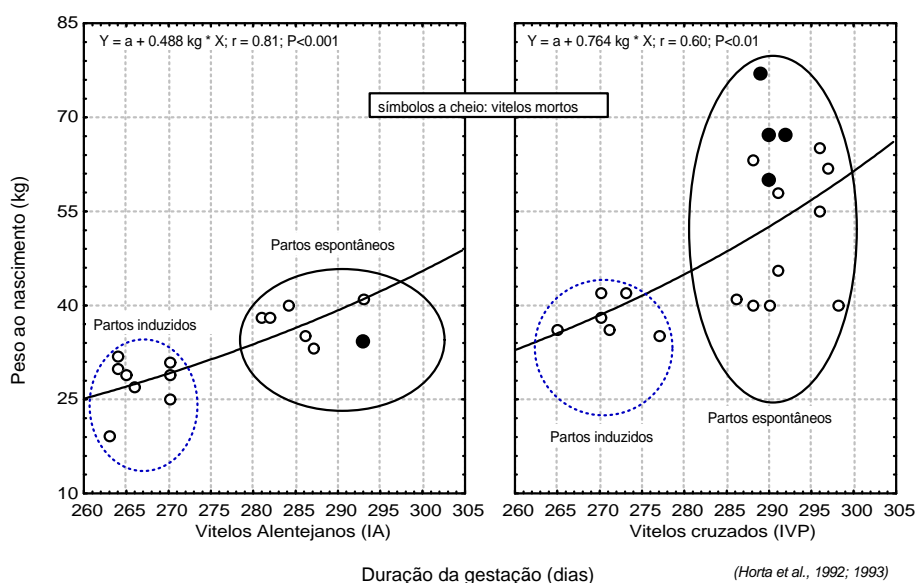 Y = a + 0.488 kg * X; r = 0.81; P<0.001
Y = a + 0.764 kg * X; r = 0.60; P<0.01
símbolos a cheio: vitelos mortos
Peso ao nascimento (kg)
85
70
55
40
25
10
Partos espontâneos
Partos induzidos
Partos induzidos
Partos espontâneos
260 265 270 275 280 285 290 295 300 305
260 265 270 275 280 285 290 295 300 305
Vitelos Alentejanos (IA)
Vitelos cruzados (IVP)
Duração da gestação (dias)
(Horta et al., 1992; 1993)